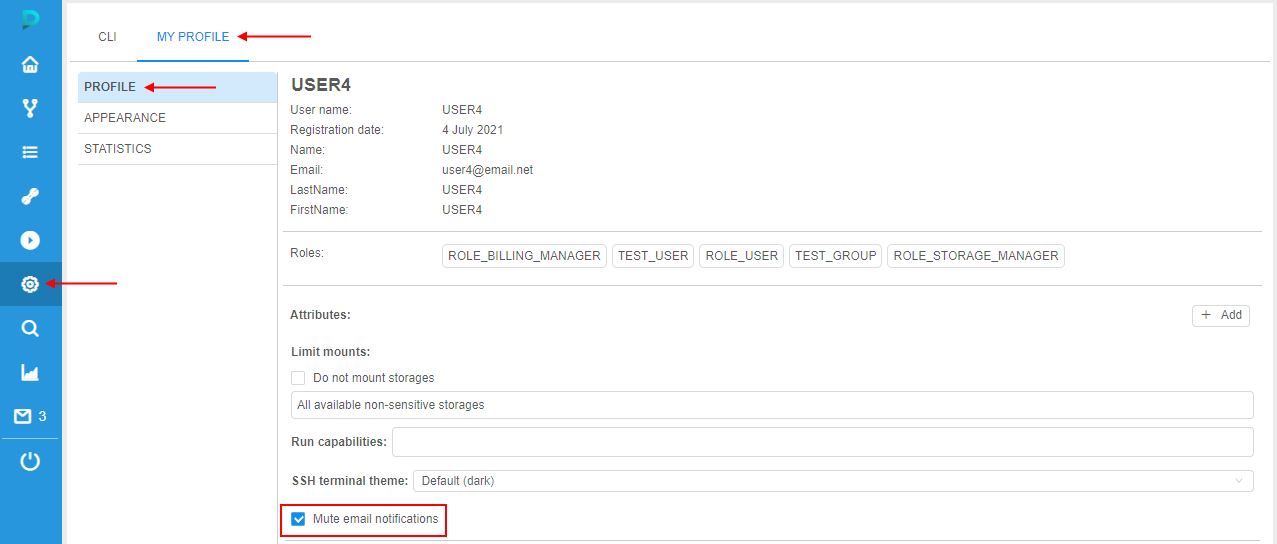 CLI MY PROFILE
PROFILE
APPEARANCE
STATISTICS
USER4
User name: USER4
Registration date: 4 July 2021
Name: USER4
Email: user4@email.net
LastName: USER4
FirstName: USER4
Roles: ROLE_BILLING_MANAGER TEST_USER ROLE_USER TEST_GROUP ROLE_STORAGE_MANAGER
Attributes: + Add
Limit mounts:
Do not mount storages
All available non-sensitive storages
Run capabilities:
SSH terminal theme: Default (dark)
Mute email notifications
3